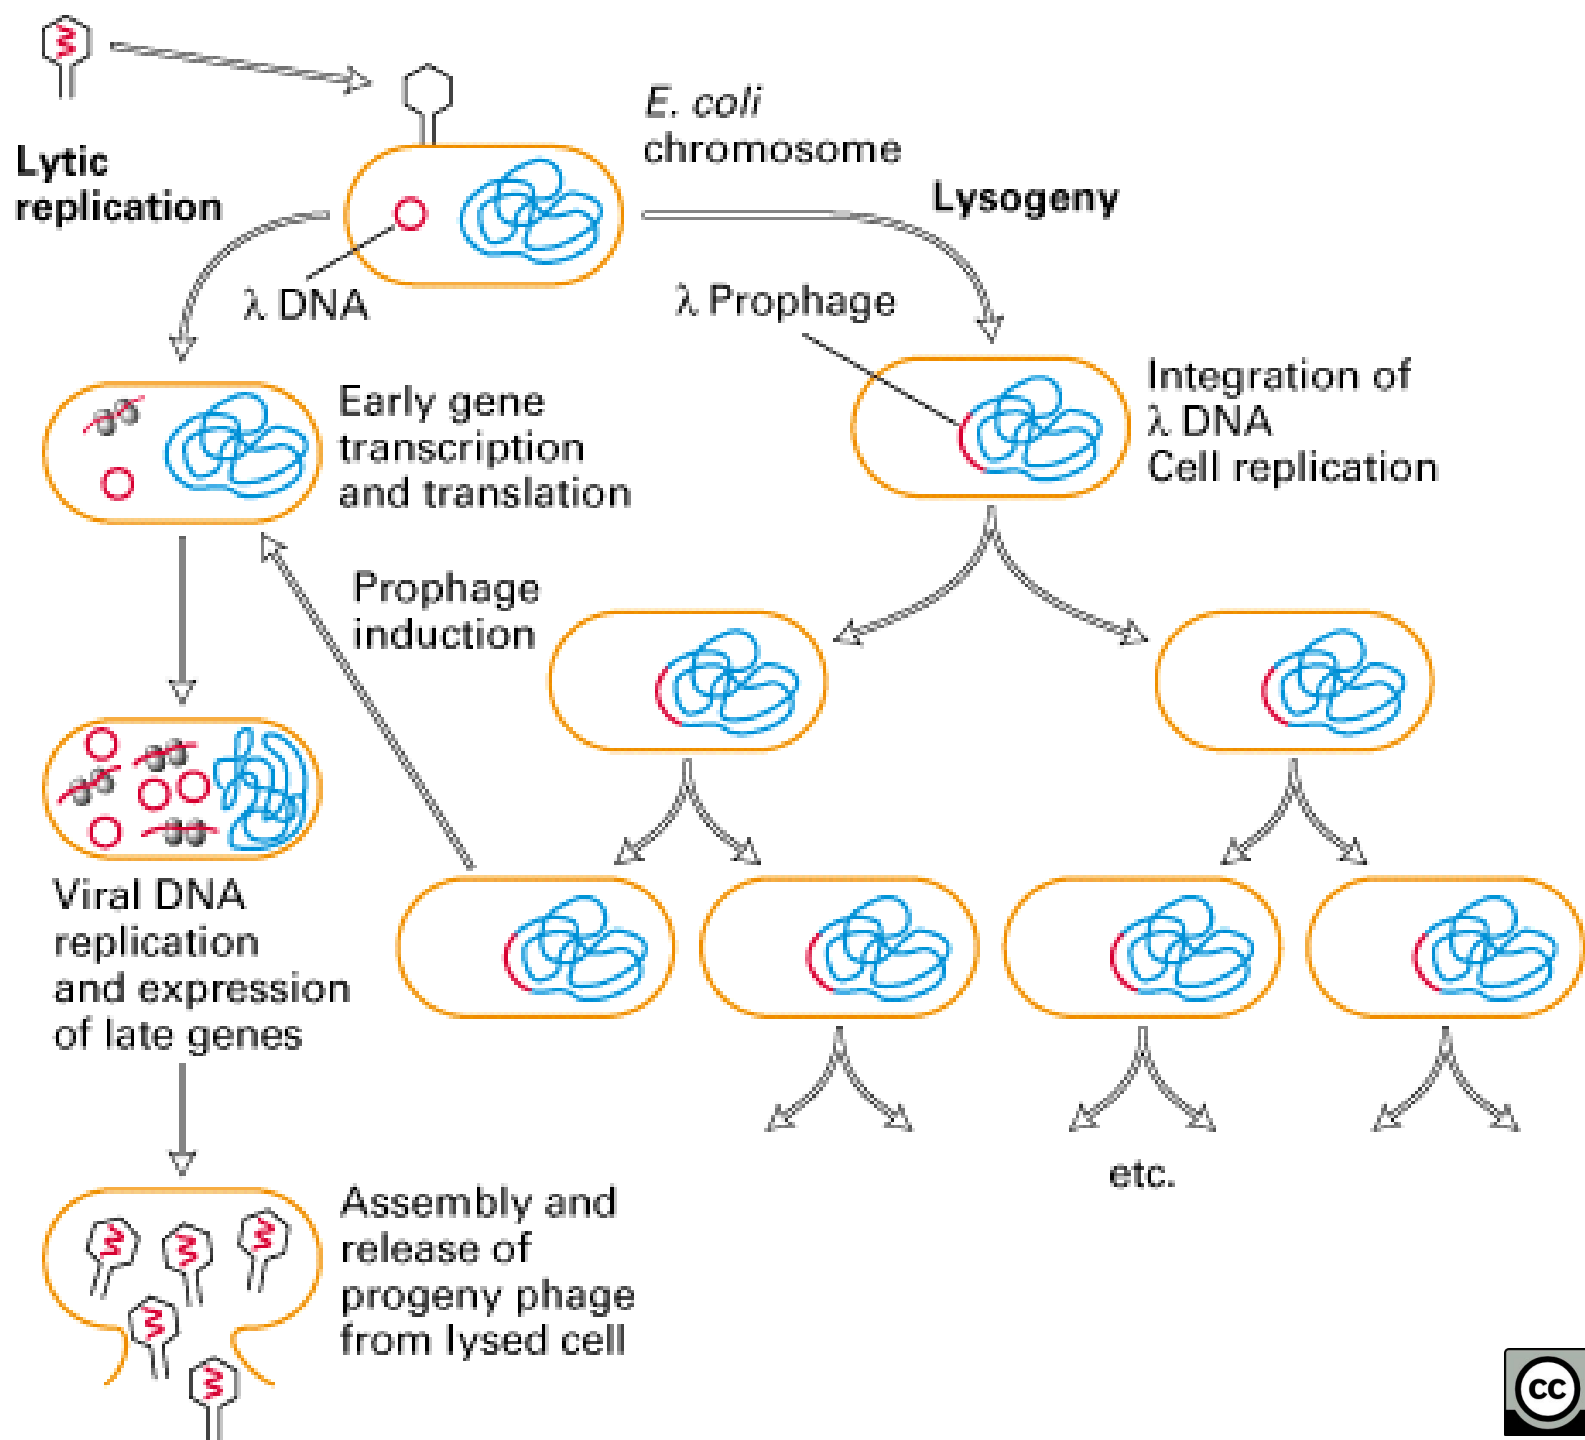 E. coli
chromosome
Lytic
replication
Lysogeny
λ DNA
λ Prophage
Early gene
transcription
and translation
Integration of
λ DNA
Cell replication
Prophage
induction
Viral DNA
replication
and expression
of late genes
etc.
Assembly and
release of
progeny phage
from lysed cell
cc